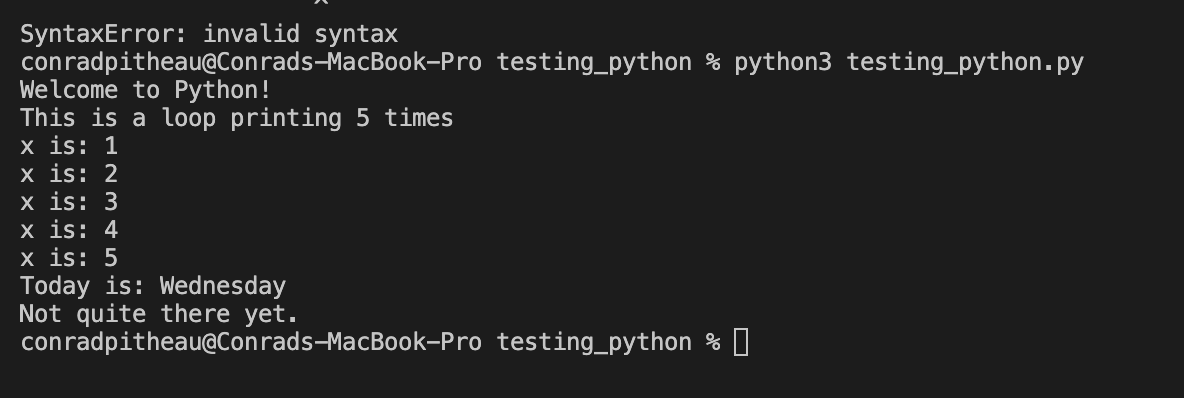 ^
SyntaxError: invalid syntax
conradpitheau@Conrads-MacBook-Pro testing_python % python3 testing_python.py
Welcome to Python!
This is a loop printing 5 times
x is: 1
x is: 2
x is: 3
x is: 4
x is: 5
Today is: Wednesday
Not quite there yet.
conradpitheau@Conrads-MacBook-Pro testing_python %